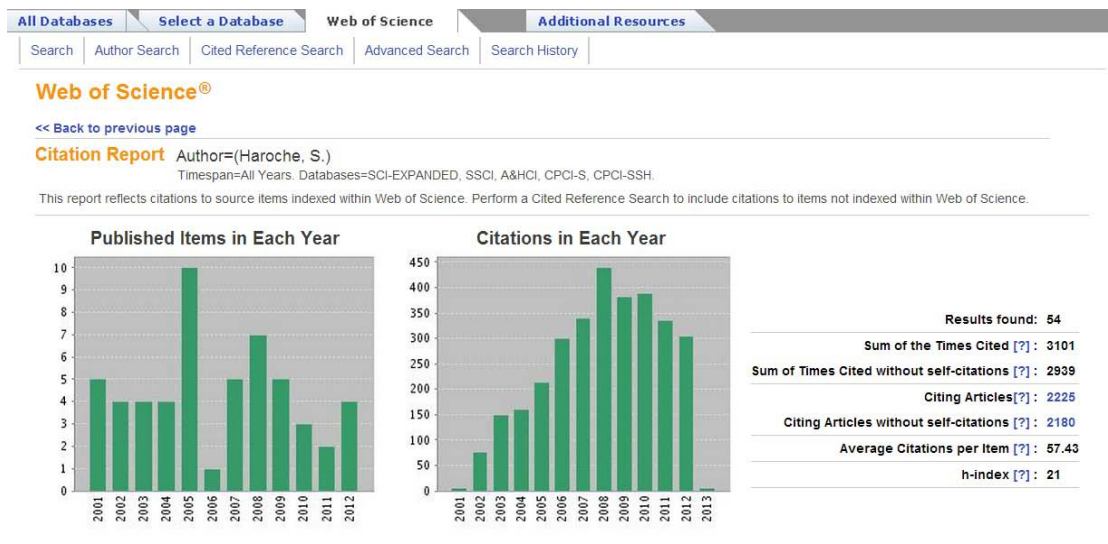 All Databases Select a Database Web of Science Additional Resources
Search Author Search Cited Reference Search Advanced Search Search History
Web of Science®
<< Back to previous page
Citation Report Author=(Haroche, S.)
Timespan=All Years. Databases=SCI-EXPANDED, SSCI, A&HCI, CPCI-S, CPCI-SSH.
This report reflects citations to source items indexed within Web of Science. Perform a Cited Reference Search to include citations to items not indexed within Web of Science.
Published Items in Each Year
10
9
8
7
6
5
4
3
2
1
0
2001 2002 2003 2004 2005 2006 2007 2008 2009 2010 2011 2012
Citations in Each Year
450
400
350
300
250
200
150
100
50
0
2001 2002 2003 2004 2005 2006 2007 2008 2009 2010 2011 2012 2013
Results found: 54
Sum of the Times Cited [?] : 3101
Sum of Times Cited without self-citations [?] : 2939
Citing Articles[?] : 2225
Citing Articles without self-citations [?] : 2180
Average Citations per Item [?] : 57.43
h-index [?] : 21